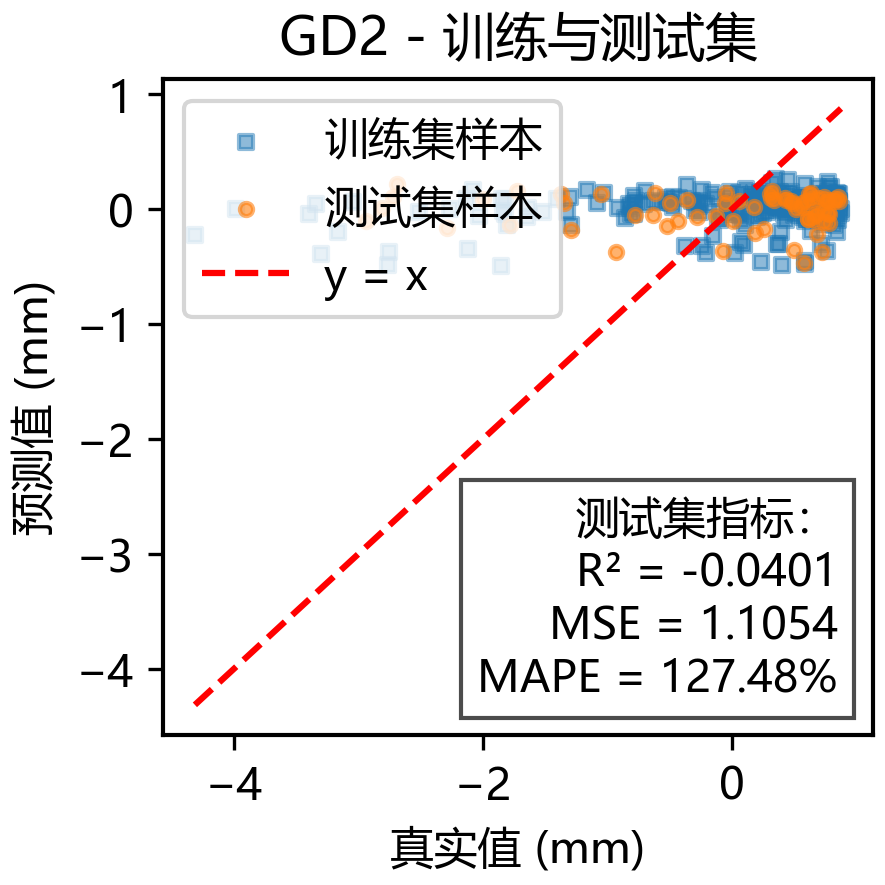 GD2 - 训练与测试集
1
0
−1
−2
−3
−4
预测值 (mm)
训练集样本
测试集样本
y = x
测试集指标：
R² = -0.0401
MSE = 1.1054
MAPE = 127.48%
−4
−2
0
真实值 (mm)